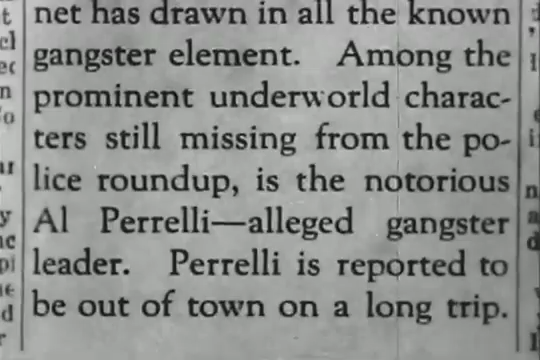 net has drawn in all the known
gangster element. Among the
prominent underworld charac-
ters still missing from the po-
lice roundup, is the notorious
Al Perrelli—alleged gangster
leader. Perrelli is reported to
be out of town on a long trip.